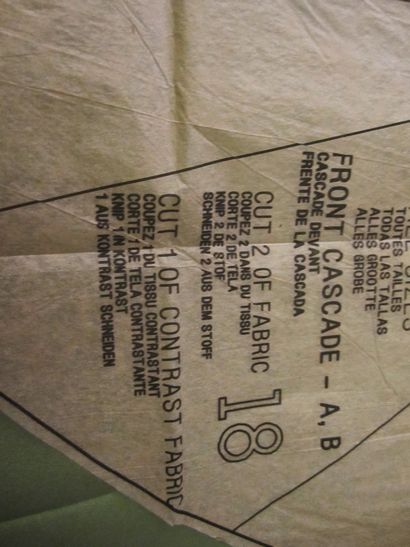 TOUTES TAILLES
TODAS LAS TALLAS
ALLES GROOTTE
ALLES GROBE
FRONT CASCADE - A, B
CASCADE DEVANT
FRENTE DE LA CASCADA
18
CUT 2 OF FABRIC
COUPEZ 2 DANS DU TISSU
CORTE 2 DE TELA
KNIP 2 DE STOF
SCHNEIDEN 2 AUS DEM STOFF
CUT 1 OF CONTRAST FABRIC
COUPEZ 1 DU TISSU CONTRASTANT
CORTE 1 DE TELA CONTRASTANTE
KNIP 1 IN KONTRAST
1 AUS KONTRAST SCHNEIDEN